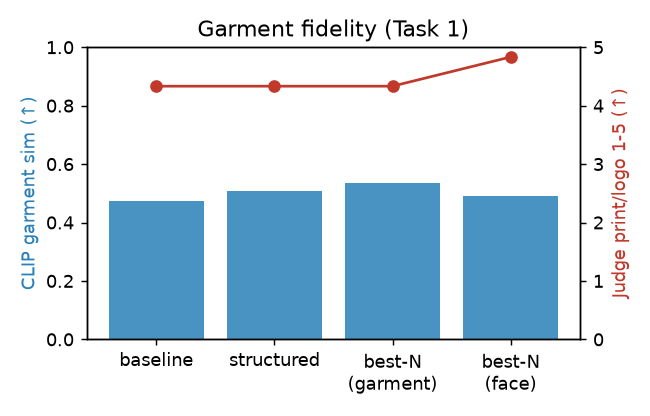 Garment fidelity (Task 1)
CLIP garment sim (↑)
1.0
0.8
0.6
0.4
0.2
0.0
5
4
3
2
1
0
Judge print/logo 1-5 (↑)
baseline
structured
best-N
(garment)
best-N
(face)